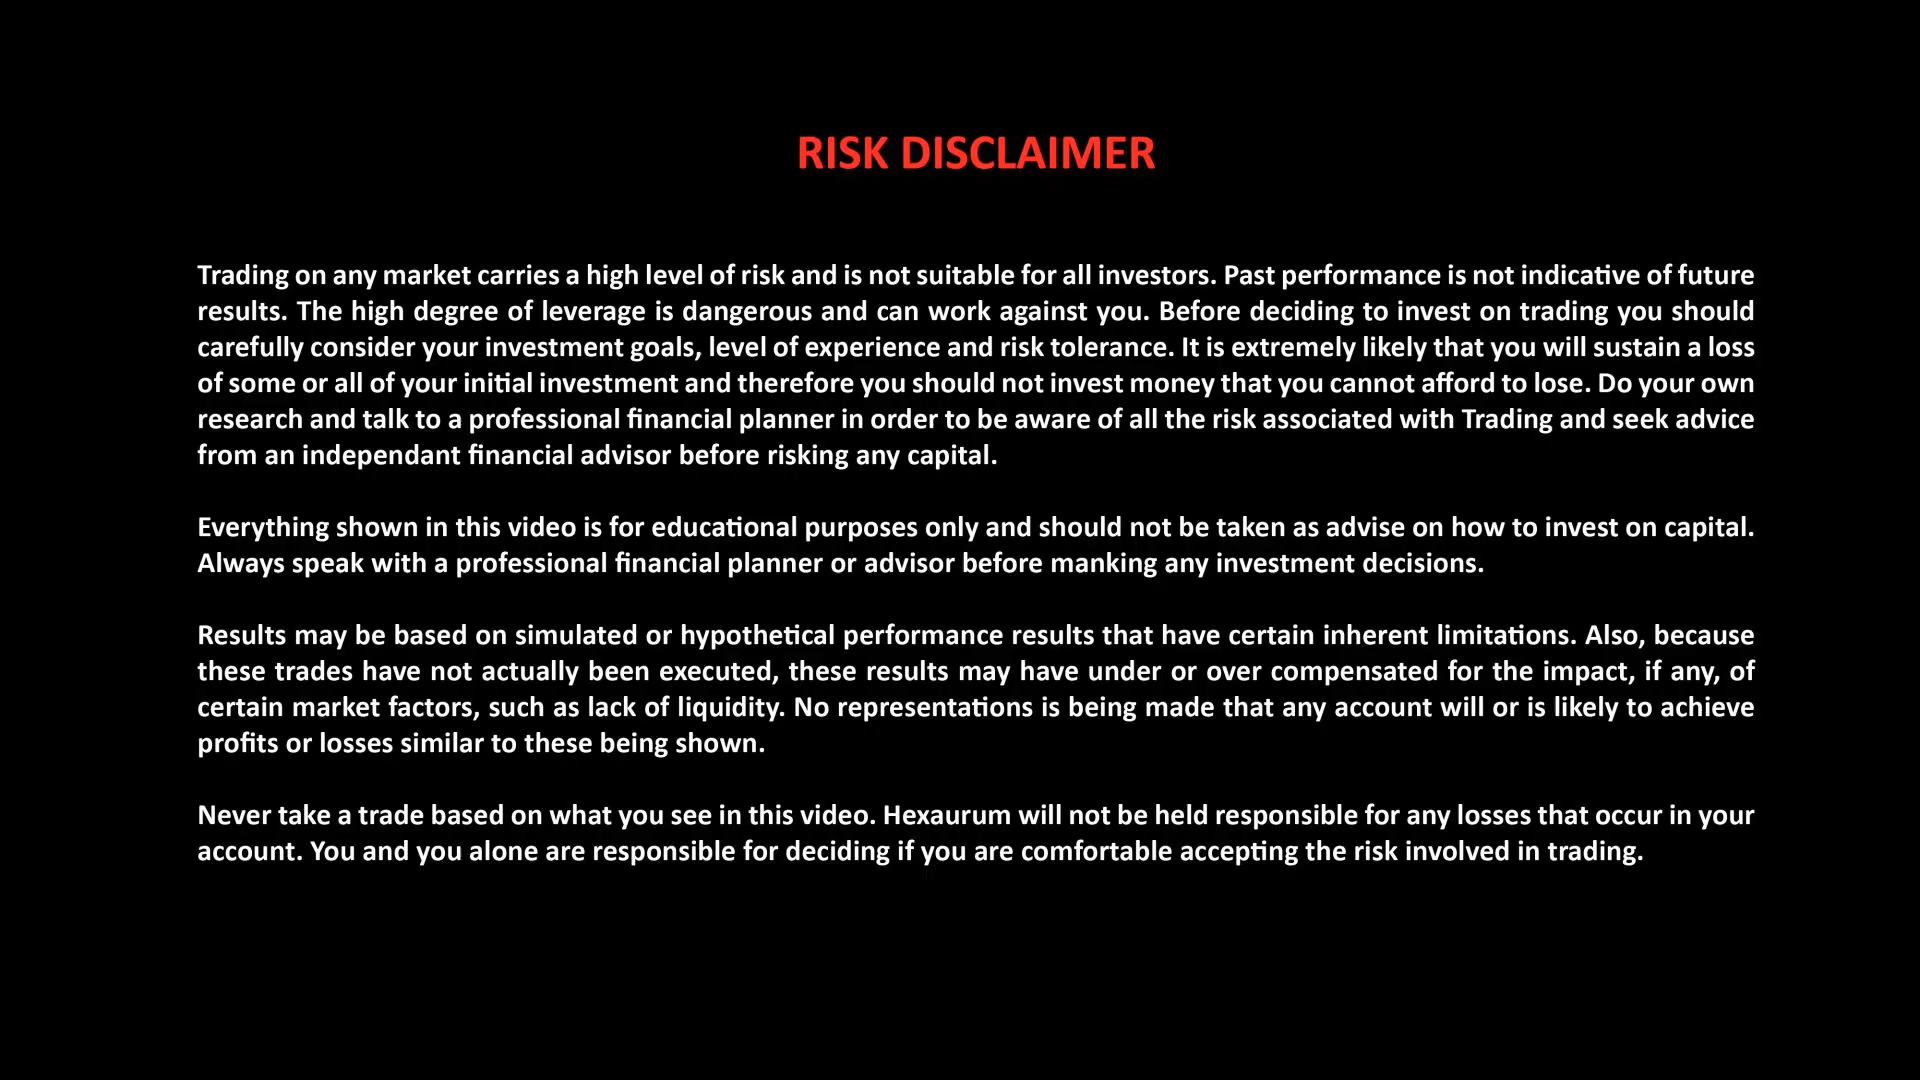 RISK DISCLAIMER
Trading on any market carries a high level of risk and is not suitable for all investors. Past performance is not indicative of future
results. The high degree of leverage is dangerous and can work against you. Before deciding to invest on trading you should
carefully consider your investment goals, level of experience and risk tolerance. It is extremely likely that you will sustain a loss
of some or all of your initial investment and therefore you should not invest money that you cannot afford to lose. Do your own
research and talk to a professional financial planner in order to be aware of all the risk associated with Trading and seek advice
from an independant financial advisor before risking any capital.
Everything shown in this video is for educational purposes only and should not be taken as advise on how to invest on capital.
Always speak with a professional financial planner or advisor before manking any investment decisions.
Results may be based on simulated or hypothetical performance results that have certain inherent limitations. Also, because
these trades have not actually been executed, these results may have under or over compensated for the impact, if any, of
certain market factors, such as lack of liquidity. No representations is being made that any account will or is likely to achieve
profits or losses similar to these being shown.
Never take a trade based on what you see in this video. Hexaurum will not be held responsible for any losses that occur in your
account. You and you alone are responsible for deciding if you are comfortable accepting the risk involved in trading.